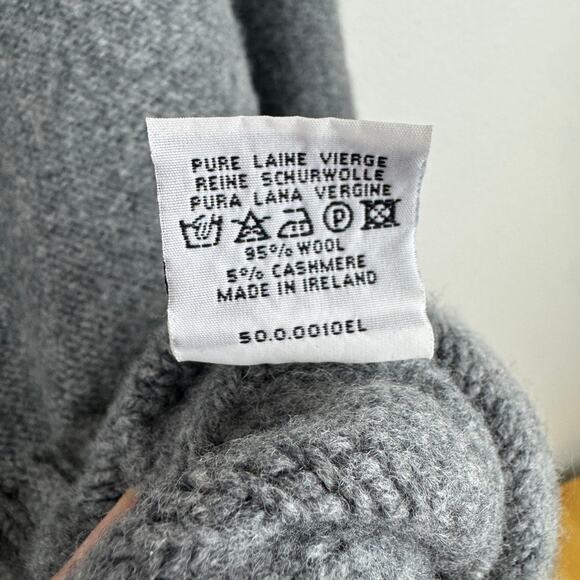 PURE LAINE VIERGE
REINE SCHURWOLLE
PURA LANA VERGINE
P
95% WOOL
5% CASHMERE
MADE IN IRELAND
50.0.0010EL